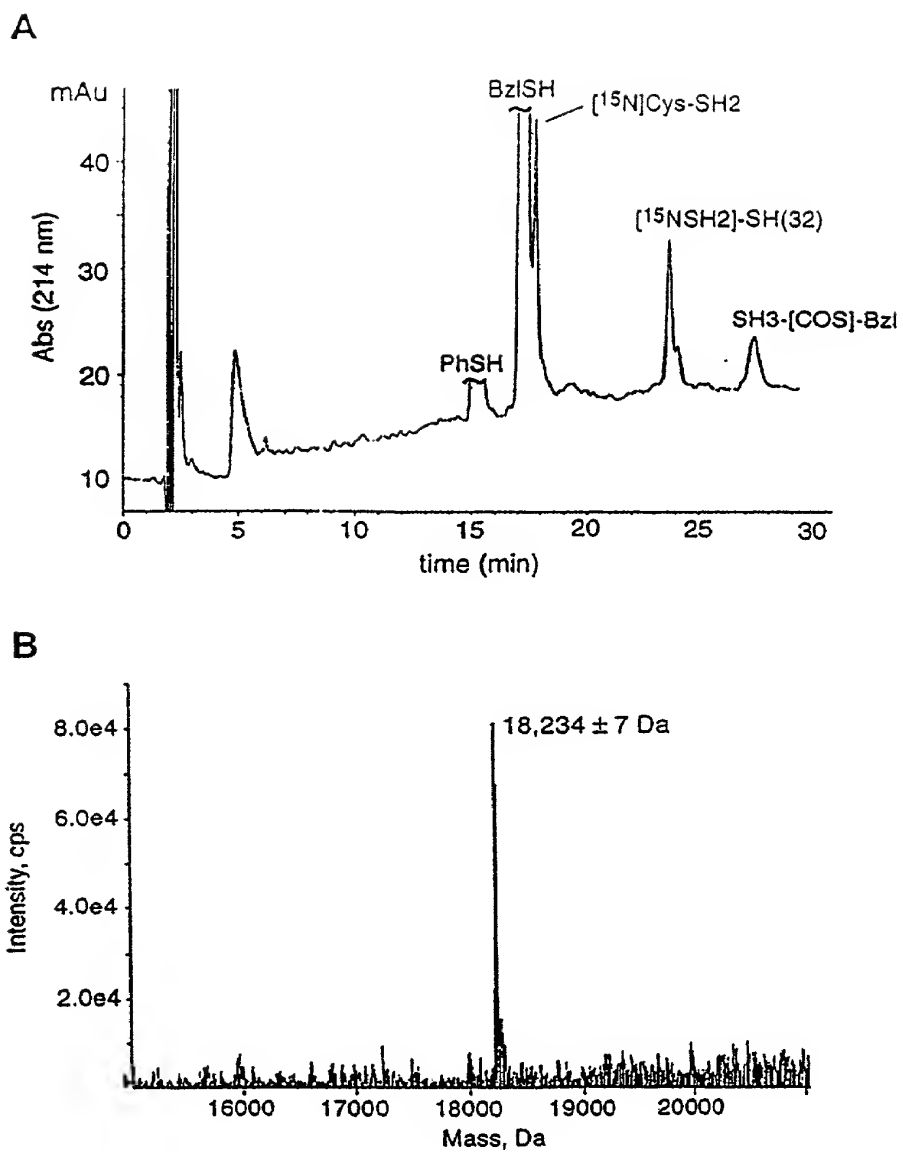 A
mAu
BzlSH
[¹⁵N]Cys-SH2
40
[¹⁵NSH2]-SH(32)
30
SH3-[COS]-Bzl
Abs (214 nm)
PhSH
20
10
0 5 10 15 20 25 30
time (min)
B
18,234 ± 7 Da
8.0e4
6.0e4
Intensity, cps
4.0e4
2.0e4
16000 17000 18000 19000 20000
Mass, Da